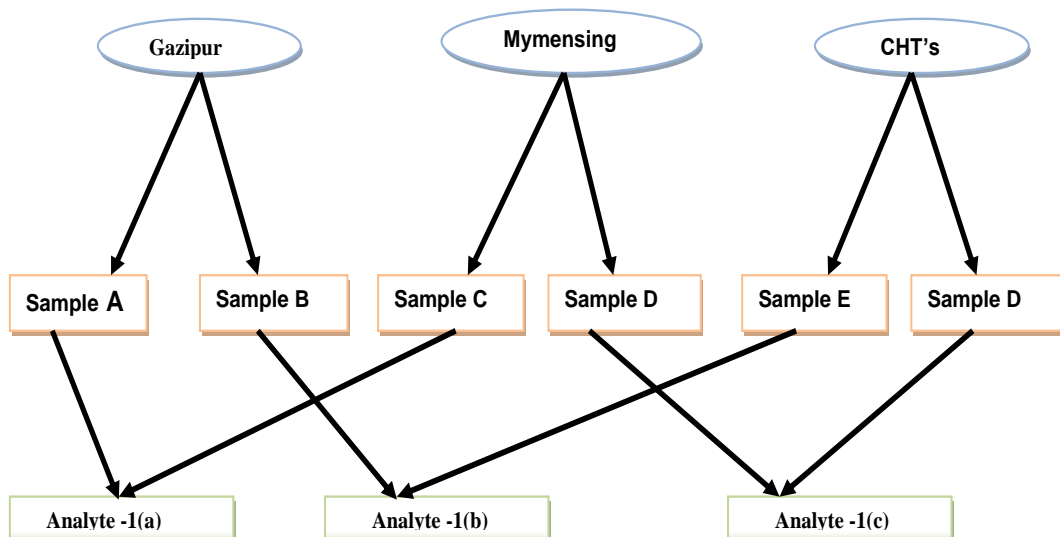 Gazipur
Mymensing
CHT's
Sample A
Sample B
Sample C
Sample D
Sample E
Sample D
Analyte -1(a)
Analyte -1(b)
Analyte -1(c)